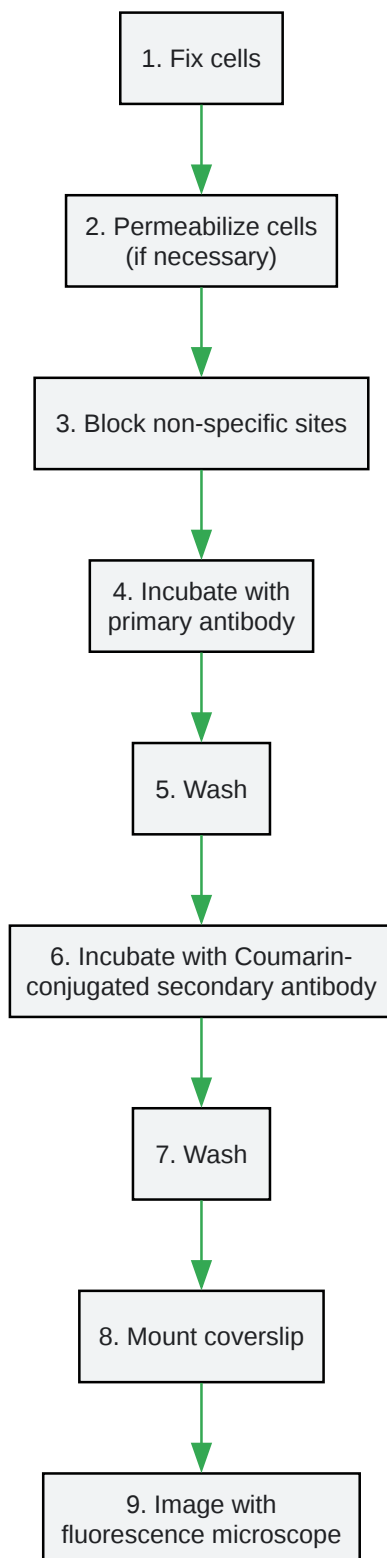 1. Fix cells
2. Permeabilize cells
(if necessary)
3. Block non-specific sites
4. Incubate with
primary antibody
5. Wash
6. Incubate with Coumarin-
conjugated secondary antibody
7. Wash
8. Mount coverslip
9. Image with
fluorescence microscope